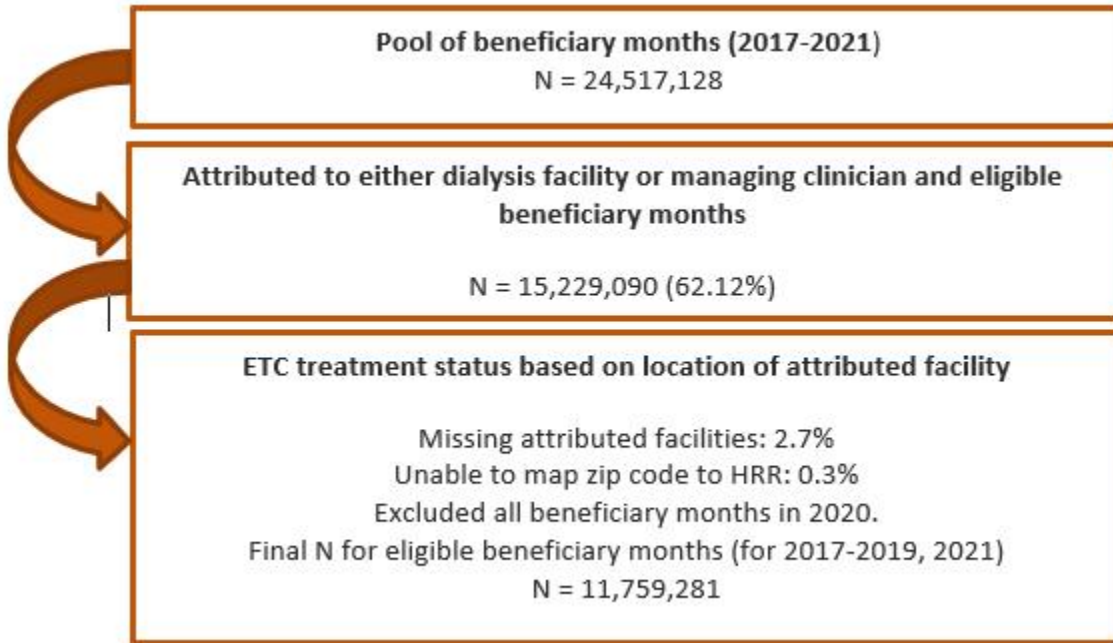 Pool of beneficiary months (2017-2021)
N = 24,517,128
Attributed to either dialysis facility or managing clinician and eligible
beneficiary months
N = 15,229,090 (62.12%)
ETC treatment status based on location of attributed facility
Missing attributed facilities: 2.7%
Unable to map zip code to HRR: 0.3%
Excluded all beneficiary months in 2020.
Final N for eligible beneficiary months (for 2017-2019, 2021)
N = 11,759,281